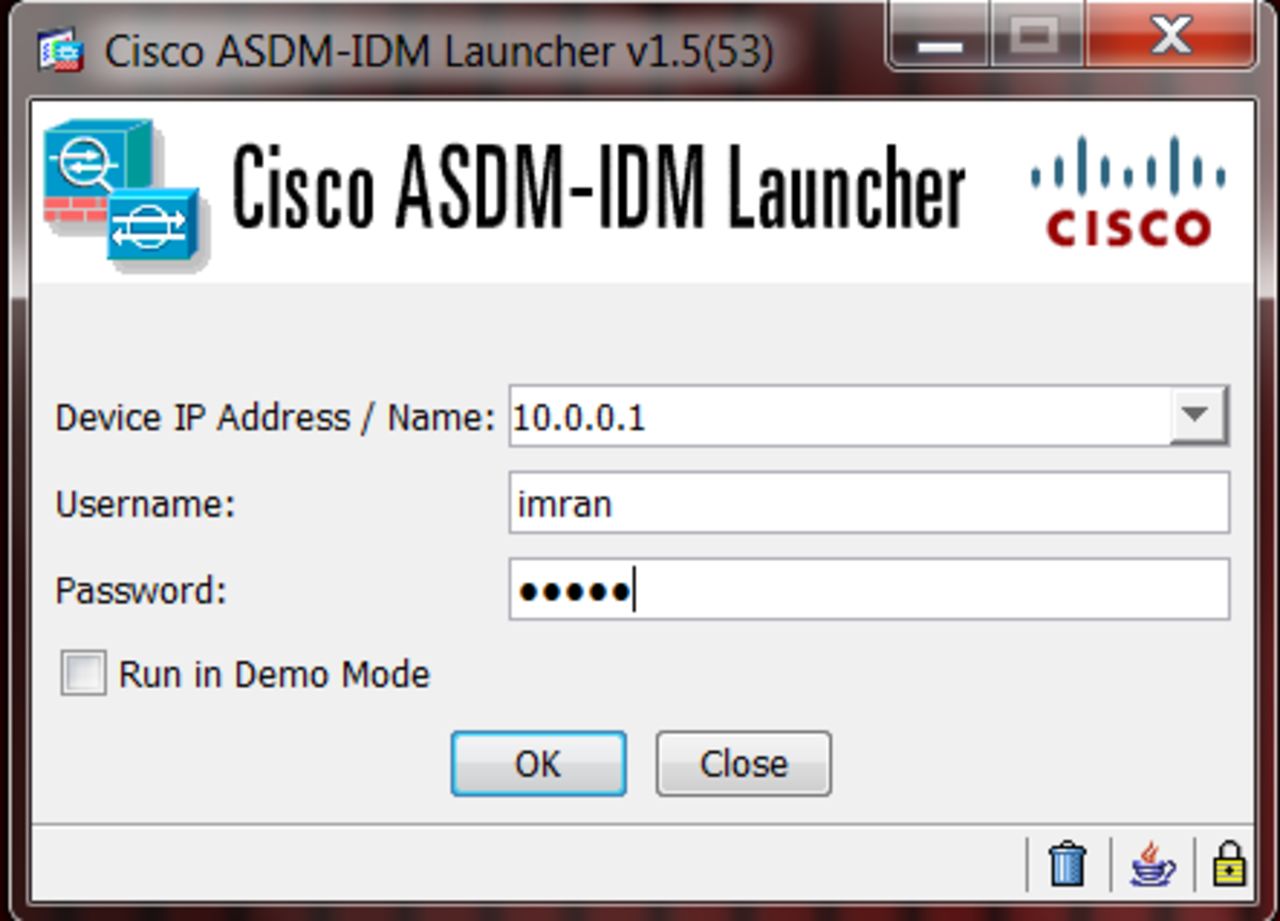 Cisco ASDM-IDM Launcher v1.5(53)
Cisco ASDM-IDM Launcher
CISCO
Device IP Address / Name: 10.0.0.1
Username: imran
Password: •••••
Run in Demo Mode
OK Close